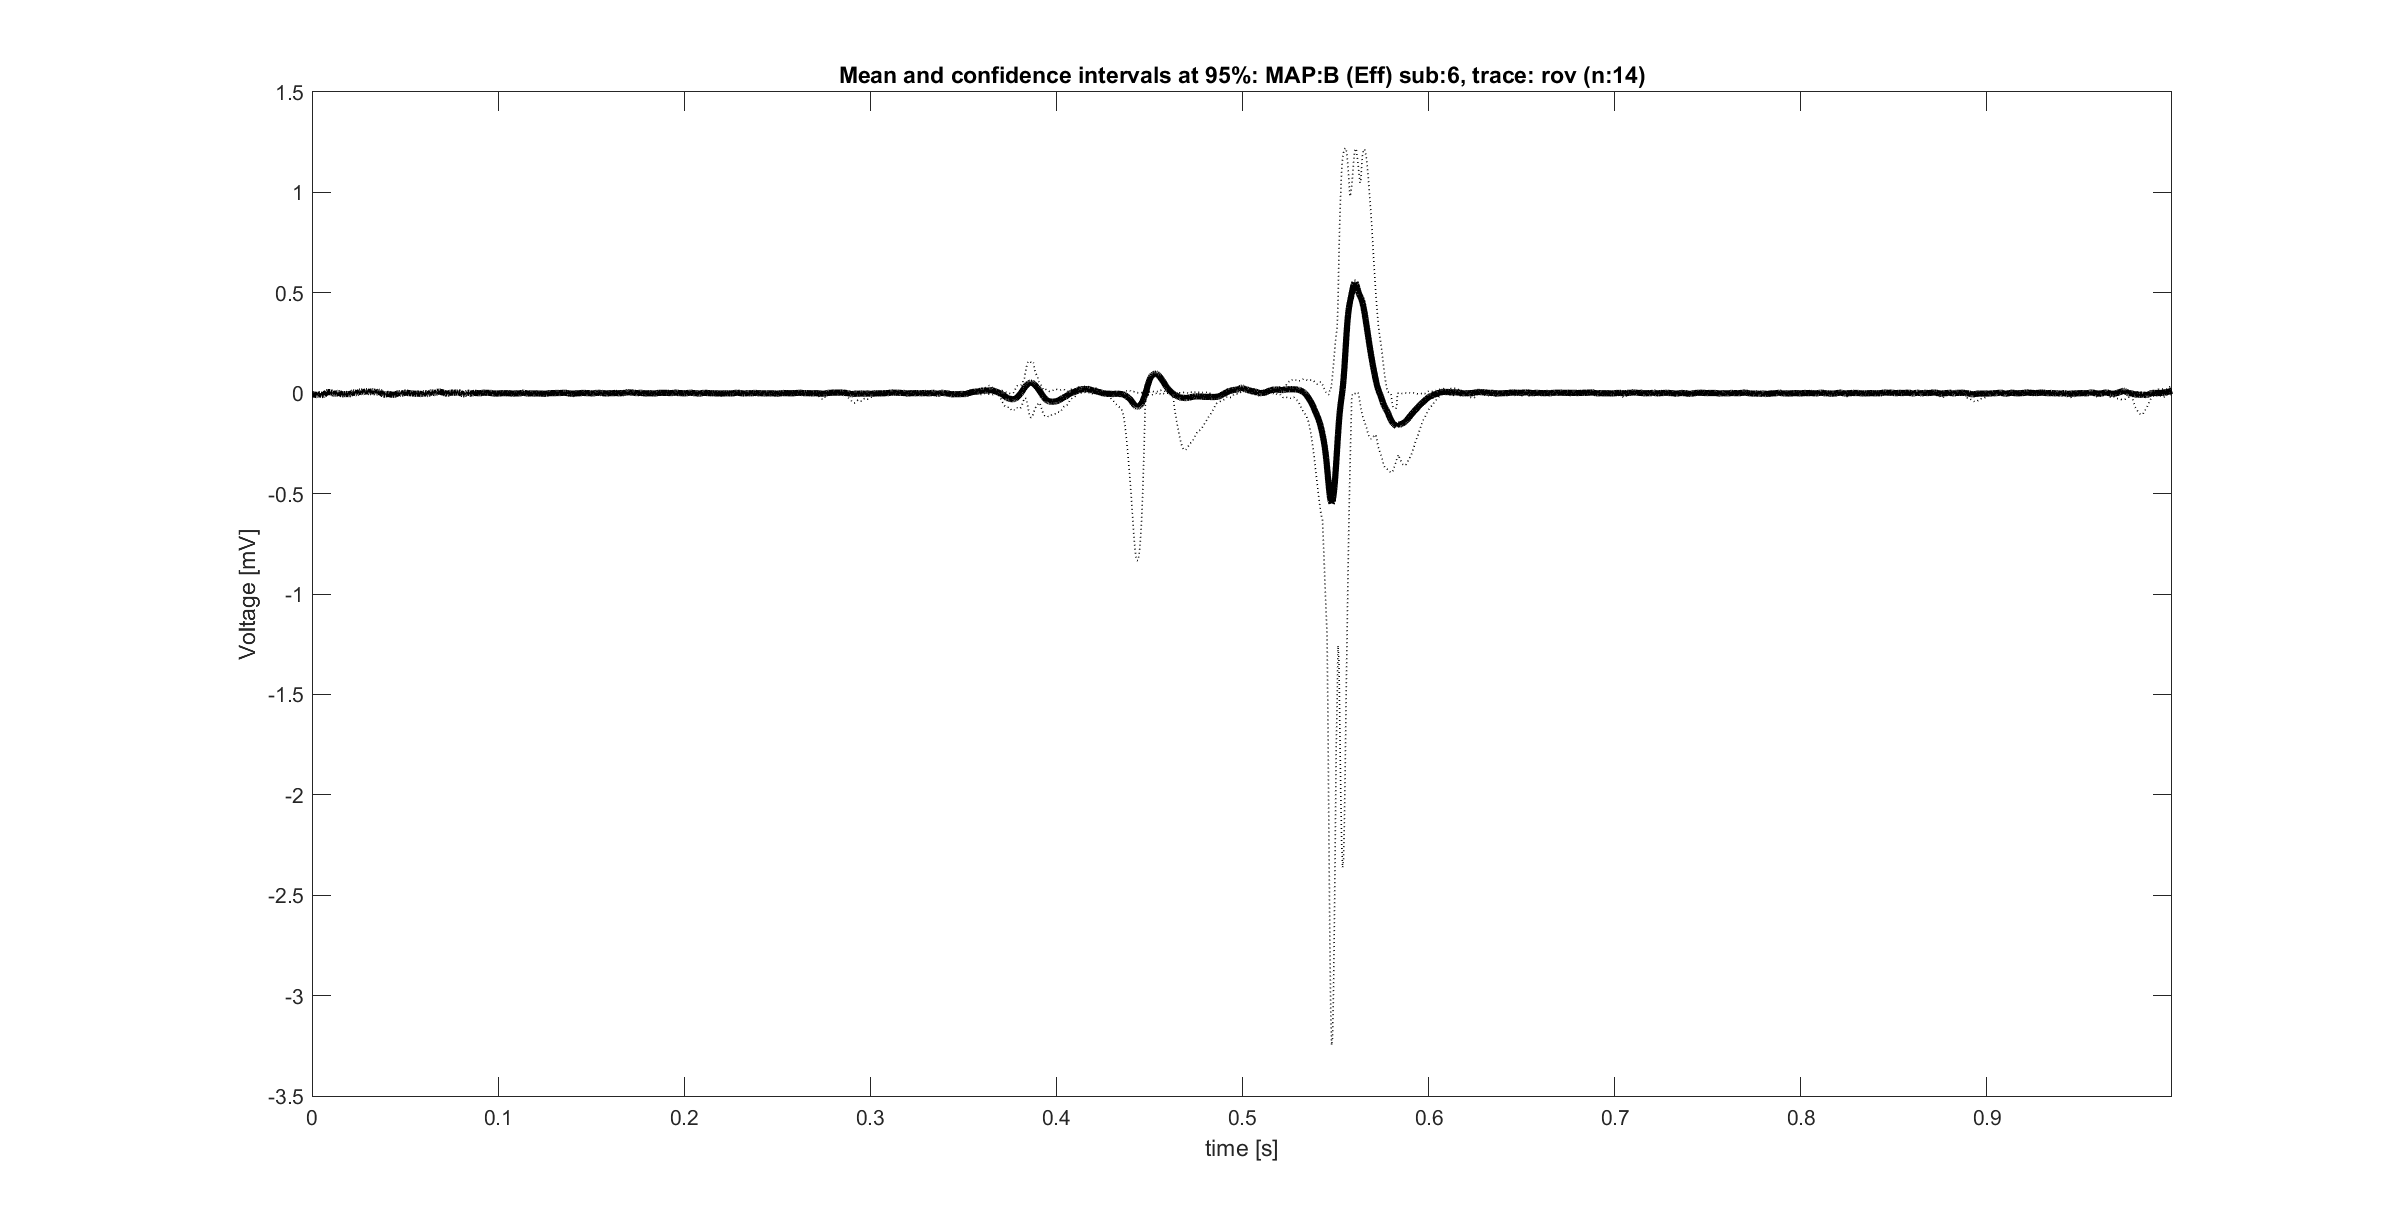 Mean and confidence intervals at 95%: MAP:B (Eff) sub:6, trace: rov (n:14)
1.5
1
0.5
0
-0.5
-1
-1.5
-2
-2.5
-3
-3.5
Voltage [mV]
0 0.1 0.2 0.3 0.4 0.5 0.6 0.7 0.8 0.9
time [s]